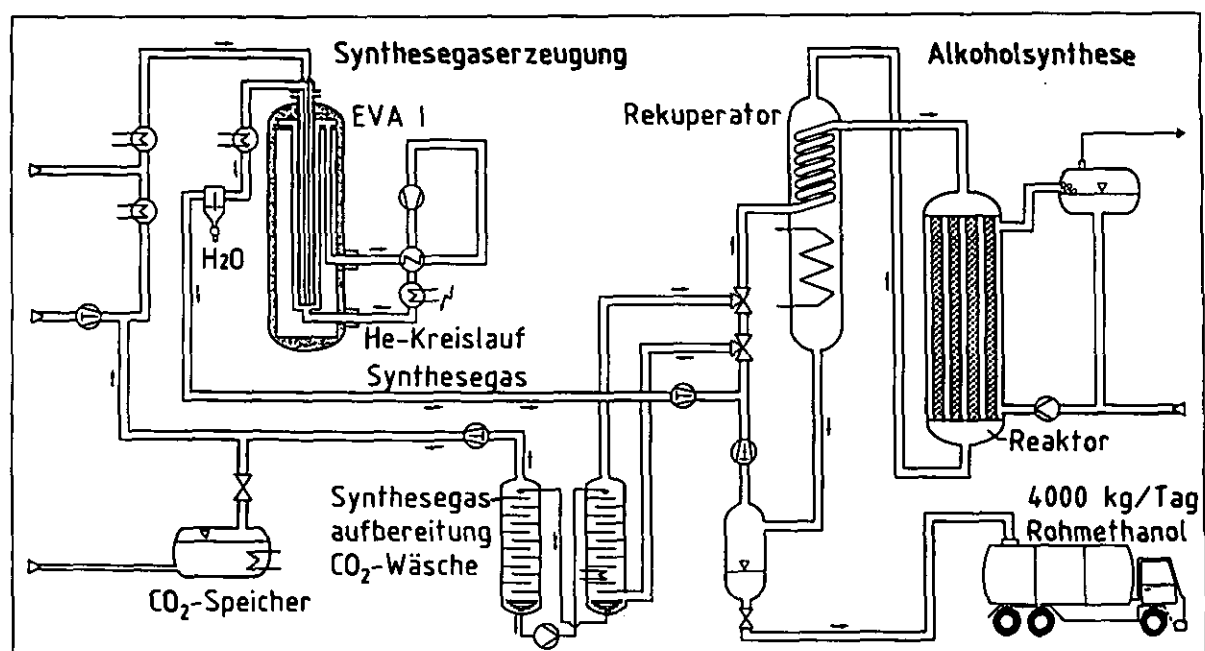 Synthesegaserzeugung
Alkoholsynthese
EVA I
Rekuperator
H2O
He-Kreislauf
Synthesegas
Reaktor
Synthesegas
aufbereitung
CO2-Wäsche
4000 kg/Tag
Rohmethanol
CO2-Speicher